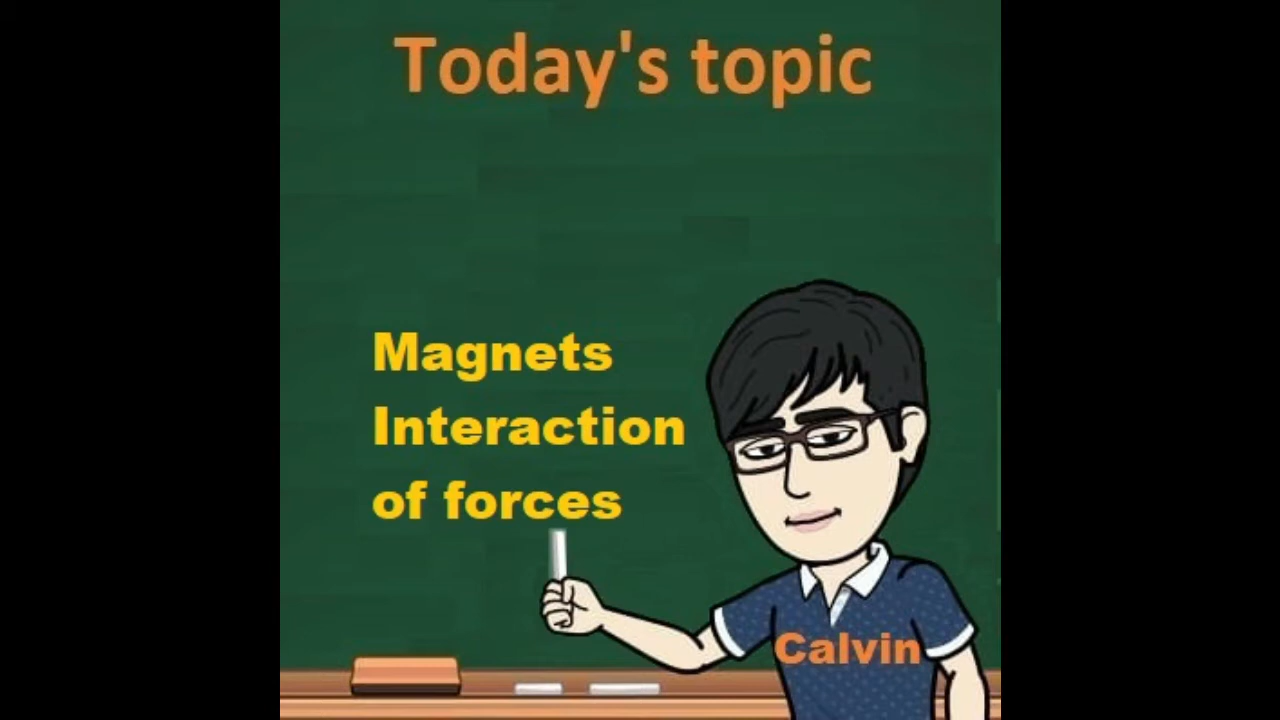 Today's topic
Magnets
Interaction
of forces
Calvin